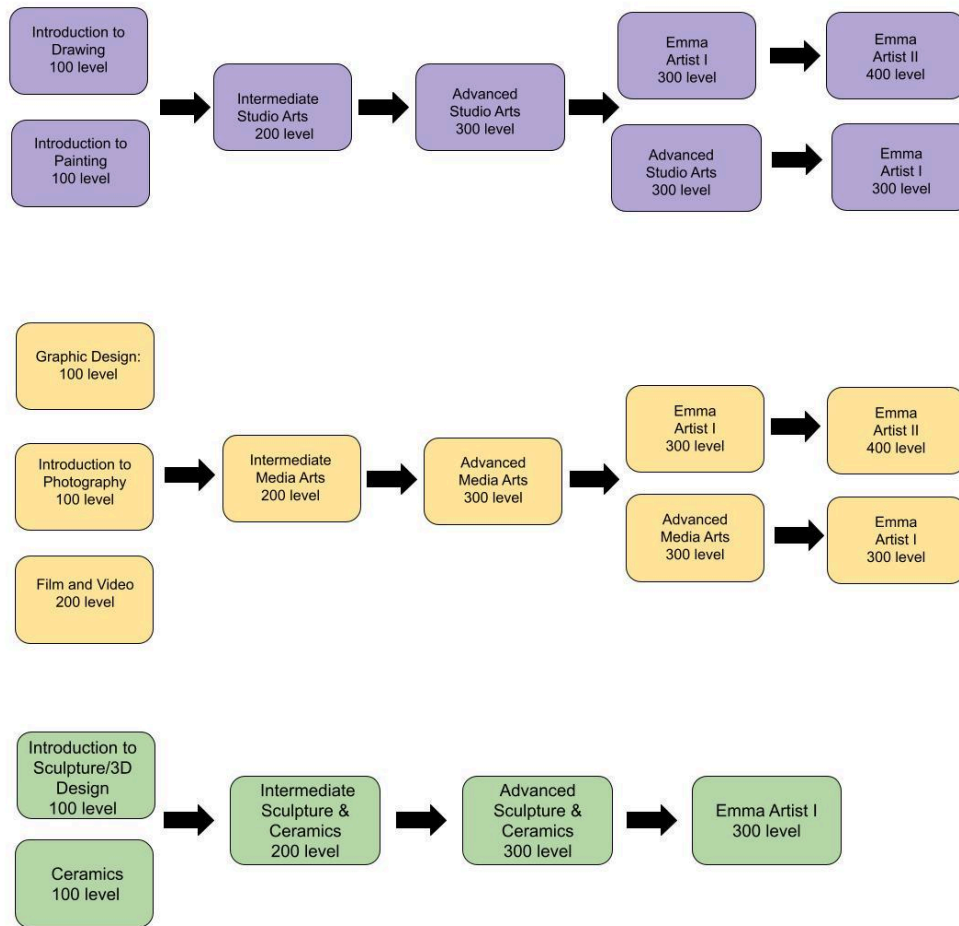 Introduction to
Drawing
100 level
Introduction to
Painting
100 level
Intermediate
Studio Arts
200 level
Advanced
Studio Arts
300 level
Emma
Artist I
300 level
Emma
Artist II
400 level
Advanced
Studio Arts
300 level
Emma
Artist I
300 level
Graphic Design:
100 level
Introduction to
Photography
100 level
Film and Video
200 level
Intermediate
Media Arts
200 level
Advanced
Media Arts
300 level
Emma
Artist I
300 level
Emma
Artist II
400 level
Advanced
Media Arts
300 level
Emma
Artist I
300 level
Introduction to
Sculpture/3D
Design
100 level
Ceramics
100 level
Intermediate
Sculpture &
Ceramics
200 level
Advanced
Sculpture &
Ceramics
300 level
Emma Artist I
300 level